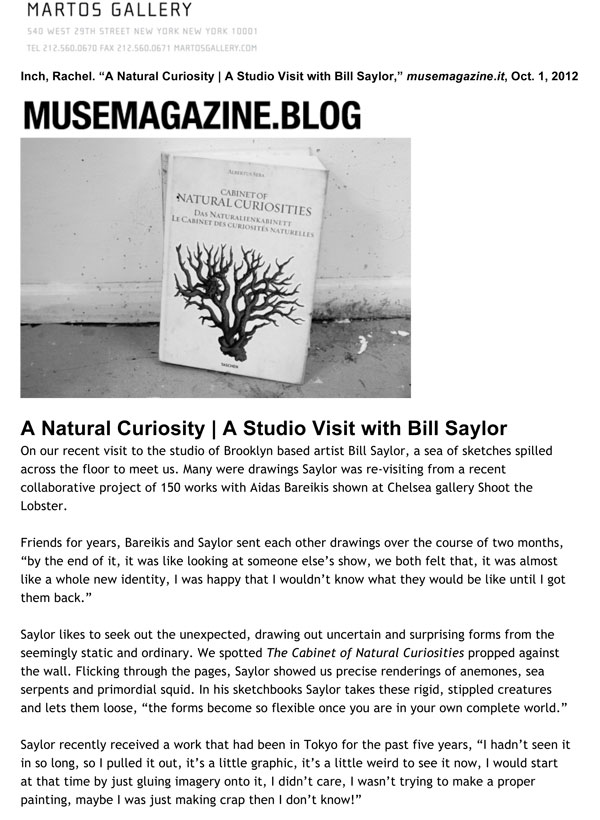 MARTOS GALLERY
540 WEST 29TH STREET NEW YORK NEW YORK 10001
TEL 212.560.0670 FAX 212.560.0671 MARTOSGALLERY.COM
Inch, Rachel. “A Natural Curiosity | A Studio Visit with Bill Saylor,” musemagazine.it, Oct. 1, 2012
MUSEMAGAZINE.BLOG
ALBERTUS SEBA
CABINET OF
NATURAL CURIOSITIES
DAS NATURALIENKABINETT
LE CABINET DES CURIOSITÉS NATURELLES
TASCHEN
A Natural Curiosity | A Studio Visit with Bill Saylor
On our recent visit to the studio of Brooklyn based artist Bill Saylor, a sea of sketches spilled
across the floor to meet us. Many were drawings Saylor was re-visiting from a recent
collaborative project of 150 works with Aidas Bareikis shown at Chelsea gallery Shoot the
Lobster.
Friends for years, Bareikis and Saylor sent each other drawings over the course of two months,
“by the end of it, it was like looking at someone else’s show, we both felt that, it was almost
like a whole new identity, I was happy that I wouldn’t know what they would be like until I got
them back.”
Saylor likes to seek out the unexpected, drawing out uncertain and surprising forms from the
seemingly static and ordinary. We spotted The Cabinet of Natural Curiosities propped against
the wall. Flicking through the pages, Saylor showed us precise renderings of anemones, sea
serpents and primordial squid. In his sketchbooks Saylor takes these rigid, stippled creatures
and lets them loose, “the forms become so flexible once you are in your own complete world.”
Saylor recently received a work that had been in Tokyo for the past five years, “I hadn’t seen it
in so long, so I pulled it out, it’s a little graphic, it’s a little weird to see it now, I would start
at that time by just gluing imagery onto it, I didn’t care, I wasn’t trying to make a proper
painting, maybe I was just making crap then I don’t know!”